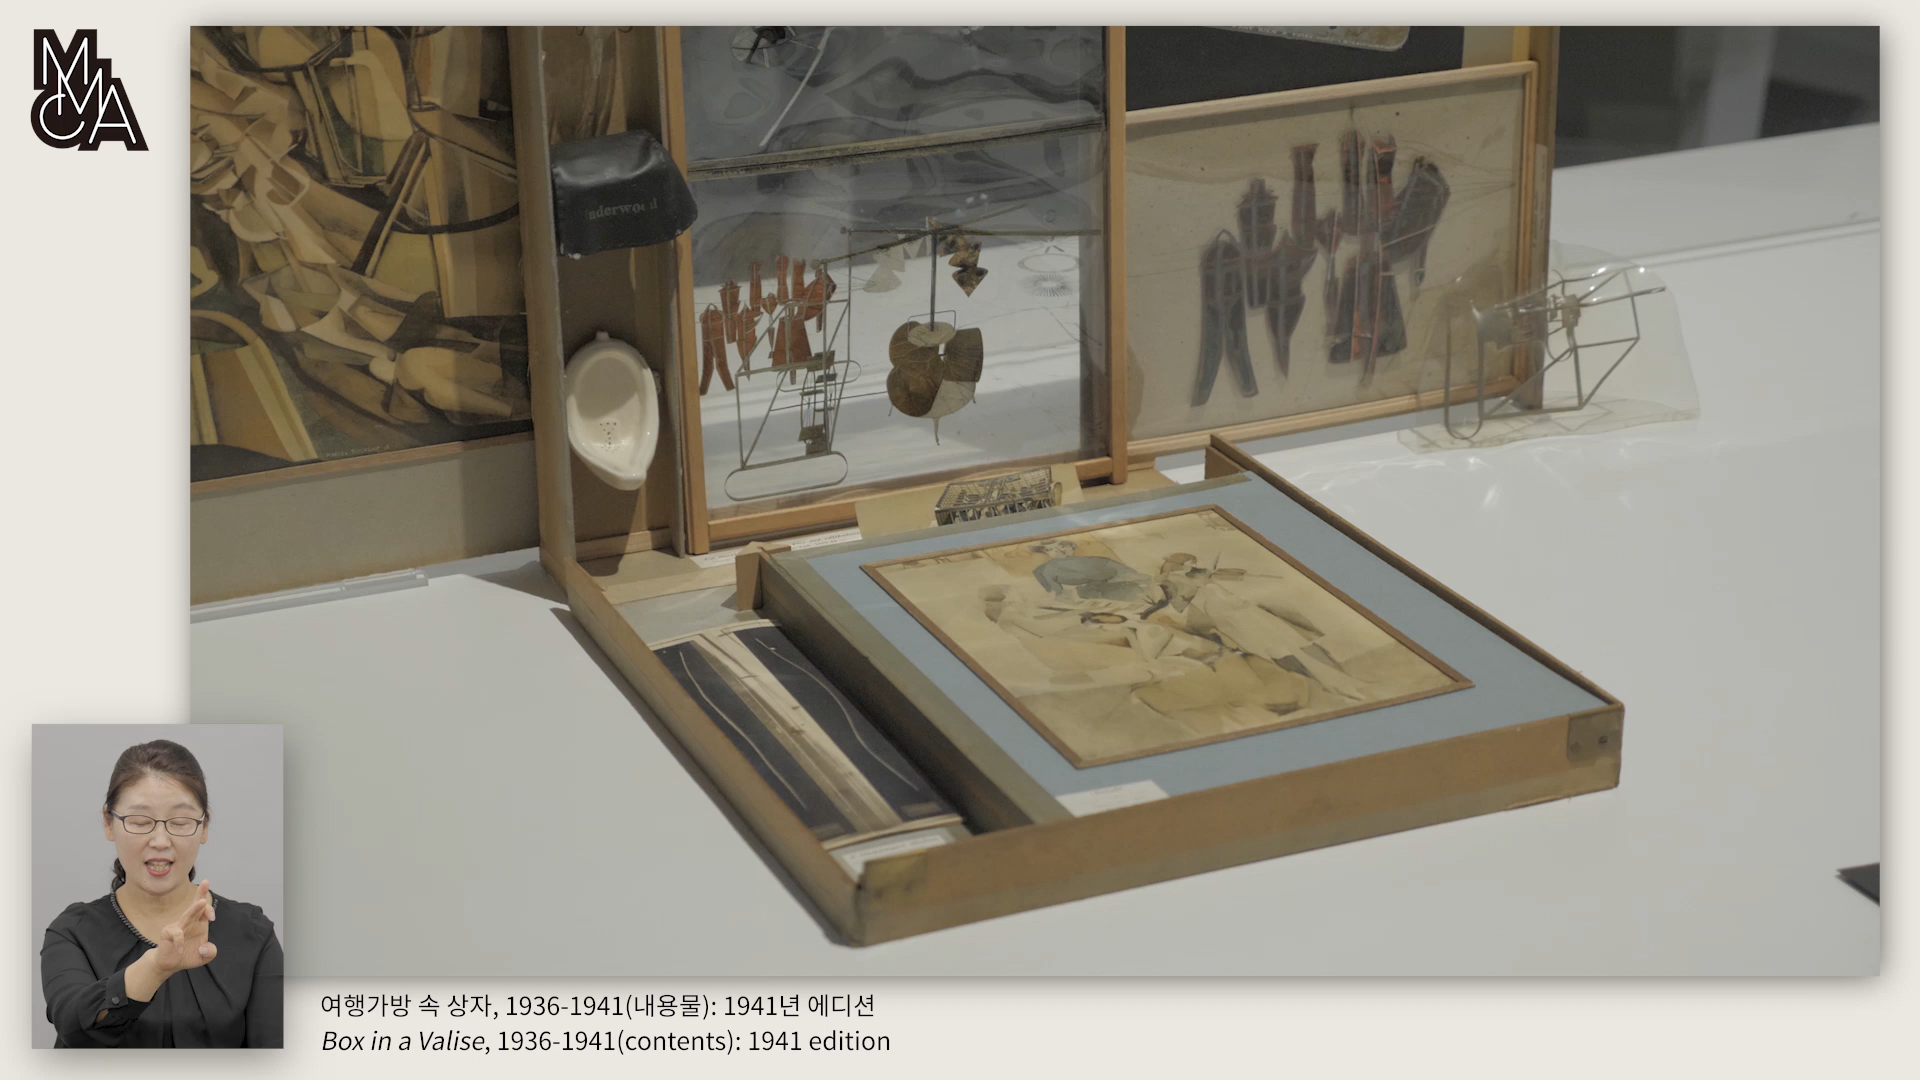 MMCA
nderwood
여행가방 속 상자, 1936-1941(내용물): 1941년 에디션
Box in a Valise, 1936-1941(contents): 1941 edition